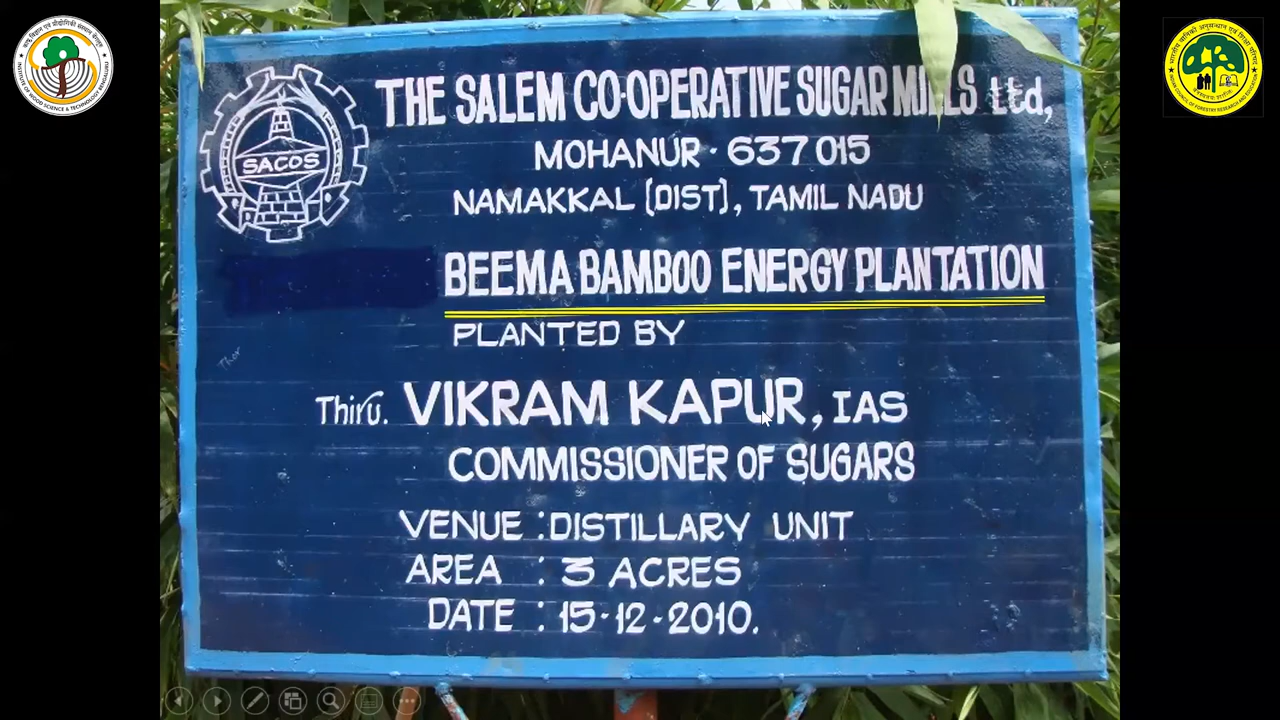 THE SALEM CO-OPERATIVE SUGAR MILLS Ltd,
MOHANUR - 637 015
NAMAKKAL [DIST], TAMIL NADU
SACOS
BEEMA BAMBOO ENERGY PLANTATION
PLANTED BY
Thiru. VIKRAM KAPUR, IAS
COMMISSIONER OF SUGARS
VENUE : DISTILLARY UNIT
AREA : 3 ACRES
DATE : 15-12-2010.